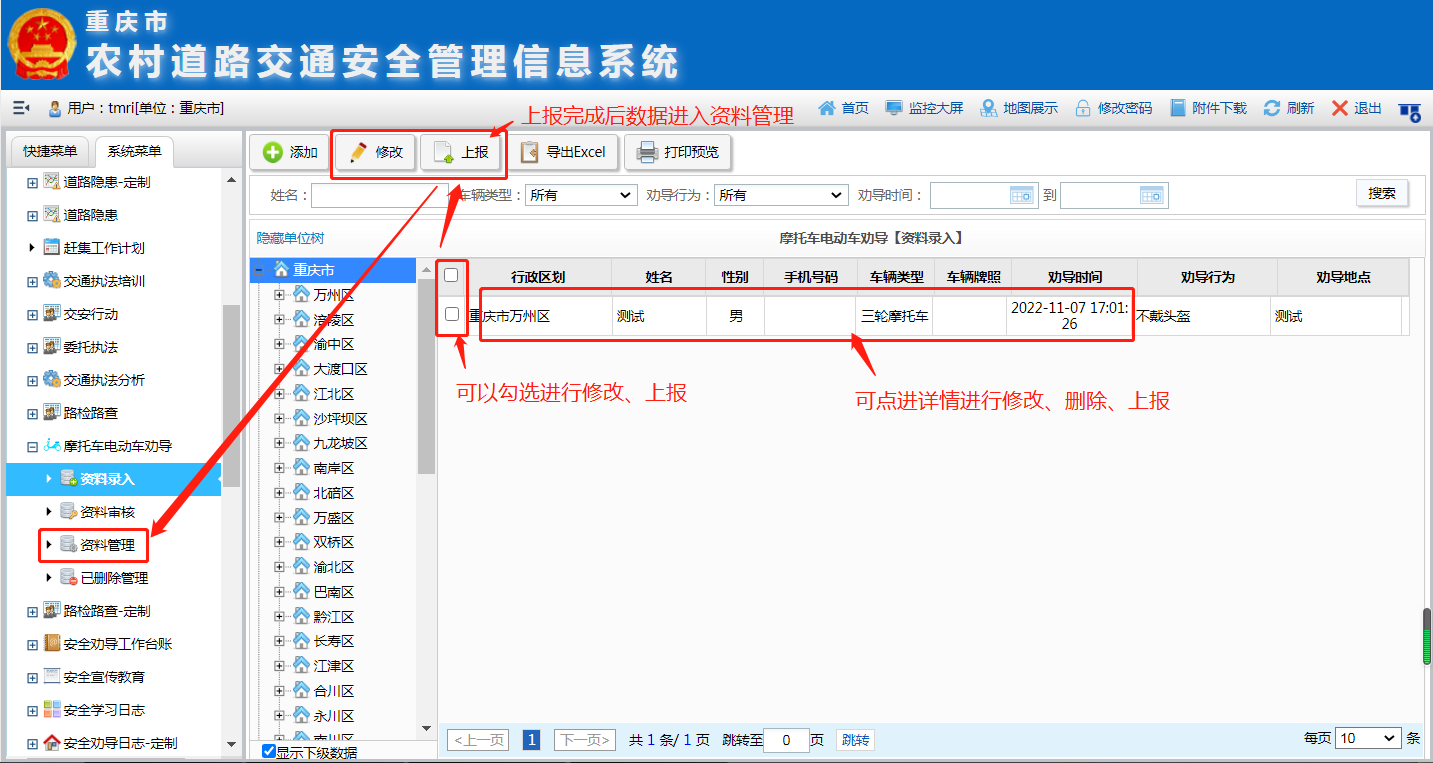 重庆市
农村道路交通安全管理信息系统
用户：tmri[单位：重庆市]
上报完成后数据进入资料管理
首页 监控大屏 地图展示 修改密码 附件下载 刷新 退出
快捷菜单 系统菜单
道路隐患-定制
道路隐患
赶集工作计划
交通执法培训
交安行动
委托执法
交通执法分析
路检路查
摩托车电动车劝导
资料录入
资料审核
资料管理
已删除管理
路检路查-定制
安全劝导工作台账
安全宣传教育
安全学习日志
安全劝导日志-定制
添加 修改 上报 导出Excel 打印预览
姓名： 车辆类型：所有 劝导行为：所有 劝导时间： 到 搜索
隐藏单位树
摩托车电动车劝导【资料录入】
重庆市
万州区
涪陵区
渝中区
大渡口区
江北区
沙坪坝区
九龙坡区
南岸区
北碚区
万盛区
双桥区
渝北区
巴南区
黔江区
长寿区
江津区
合川区
永川区
南川区
显示下级数据
行政区划 姓名 性别 手机号码 车辆类型 车辆牌照 劝导时间 劝导行为 劝导地点
重庆市万州区 测试 男 三轮摩托车 2022-11-07 17:01:
26 不戴头盔 测试
可以勾选进行修改、上报
可点进详情进行修改、删除、上报
<上一页 1 下一页> 共 1 条/ 1 页 跳转至 0 页 跳转
每页 10 条